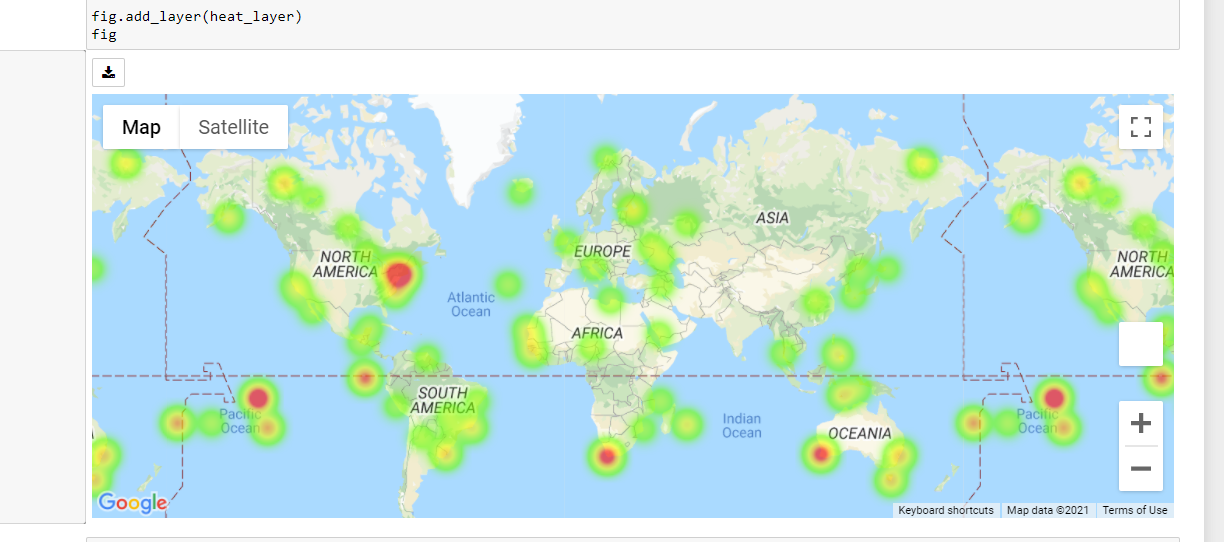 fig.add_layer(heat_layer)
fig
Map
Satellite
ASIA
EUROPE
NORTH
AMERICA
NORTH
AMERICA
Atlantic
Ocean
AFRICA
SOUTH
AMERICA
Pacific
Ocean
Indian
Ocean
OCEANIA
Pacific
Ocean
Google
Keyboard shortcuts
Map data ©2021
Terms of Use